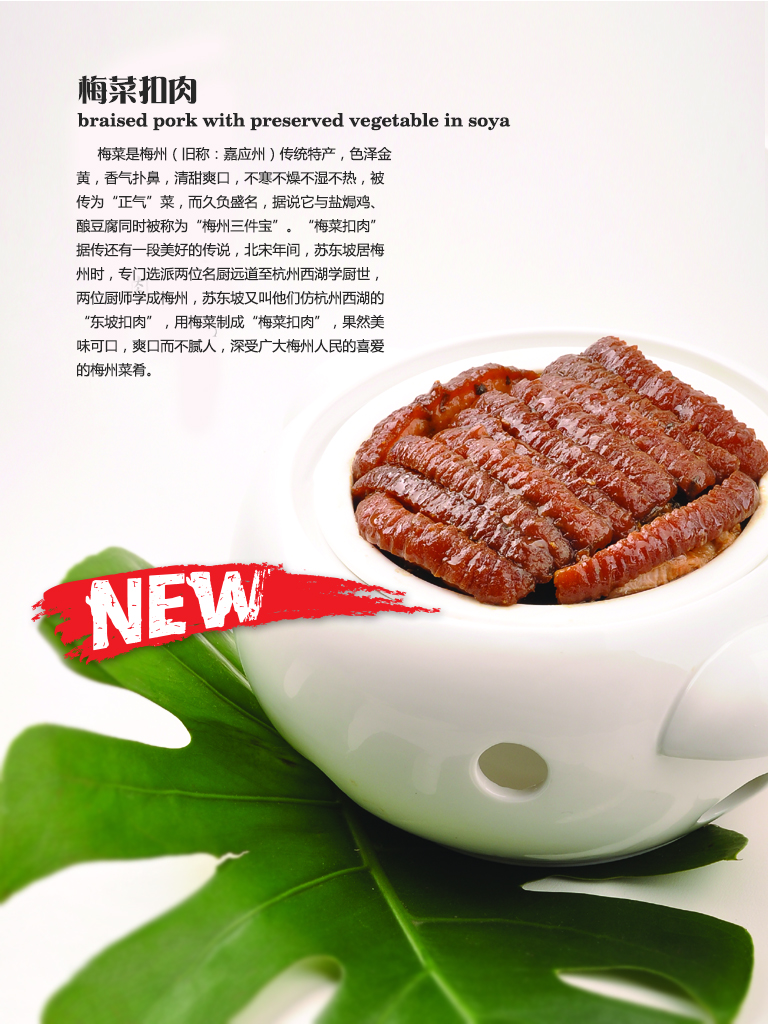 梅菜扣肉
braised pork with preserved vegetable in soya
梅菜是梅州（旧称：嘉应州）传统特产，色泽金
黄，香气扑鼻，清甜爽口，不寒不燥不湿不热，被
传为“正气”菜，而久负盛名，据说它与盐焗鸡、
酿豆腐同时被称为“梅州三件宝”。“梅菜扣肉”
据传还有一段美好的传说，北宋年间，苏东坡居梅
州时，专门选派两位名厨远道至杭州西湖学厨世，
两位厨师学成梅州，苏东坡又叫他们仿杭州西湖的
“东坡扣肉”，用梅菜制成“梅菜扣肉”，果然美
味可口，爽口而不腻人，深受广大梅州人民的喜爱
的梅州菜肴。
NEW